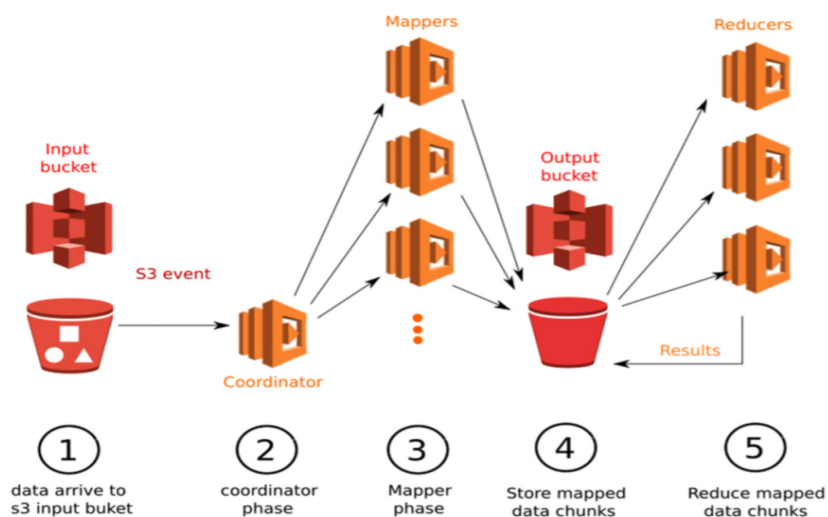 Mappers
Reducers
Input
bucket
Output
bucket
S3 event
Coordinator
Results
1
2
3
4
5
data arrive to
s3 input buket
coordinator
phase
Mapper
phase
Store mapped
data chunks
Reduce mapped
data chunks